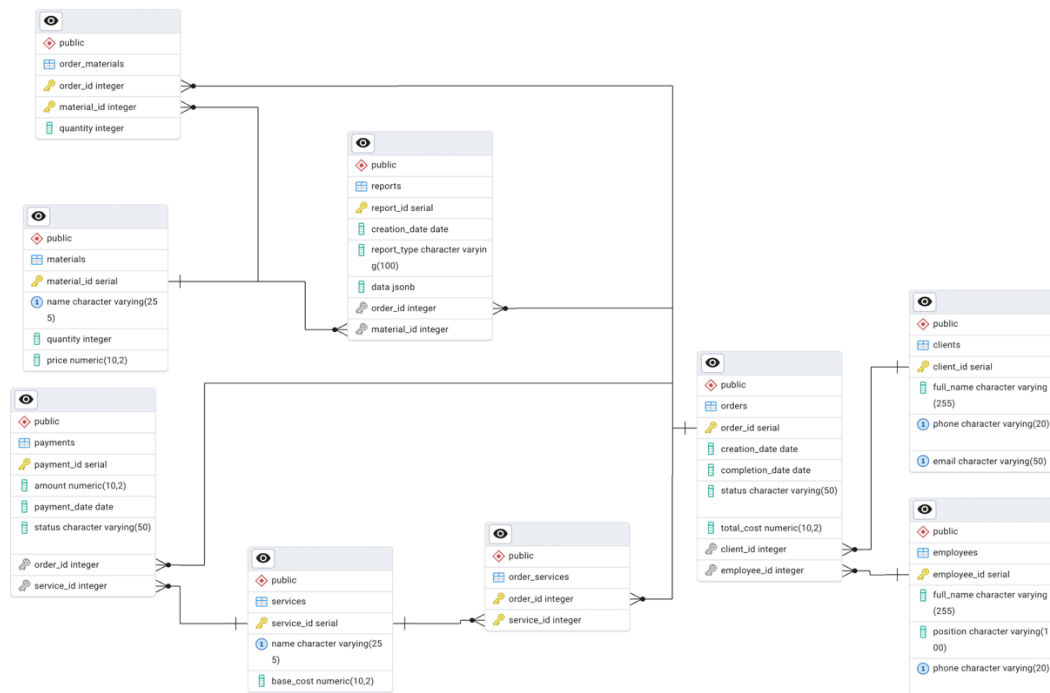 public
order_materials
order_id integer
material_id integer
quantity integer
public
reports
report_id serial
creation_date date
report_type character varyin
g(100)
data jsonb
order_id integer
material_id integer
public
materials
material_id serial
1 name character varying(25
5)
quantity integer
price numeric(10,2)
public
clients
client_id serial
full_name character varying
(255)
1 phone character varying(20)
1 email character varying(50)
public
orders
order_id serial
creation_date date
completion_date date
status character varying(50)
total_cost numeric(10,2)
client_id integer
employee_id integer
public
payments
payment_id serial
amount numeric(10,2)
payment_date date
status character varying(50)
order_id integer
service_id integer
public
employees
employee_id serial
full_name character varying
(255)
position character varying(1
00)
1 phone character varying(20)
public
order_services
order_id integer
service_id integer
public
services
service_id serial
1 name character varying(25
5)
base_cost numeric(10,2)